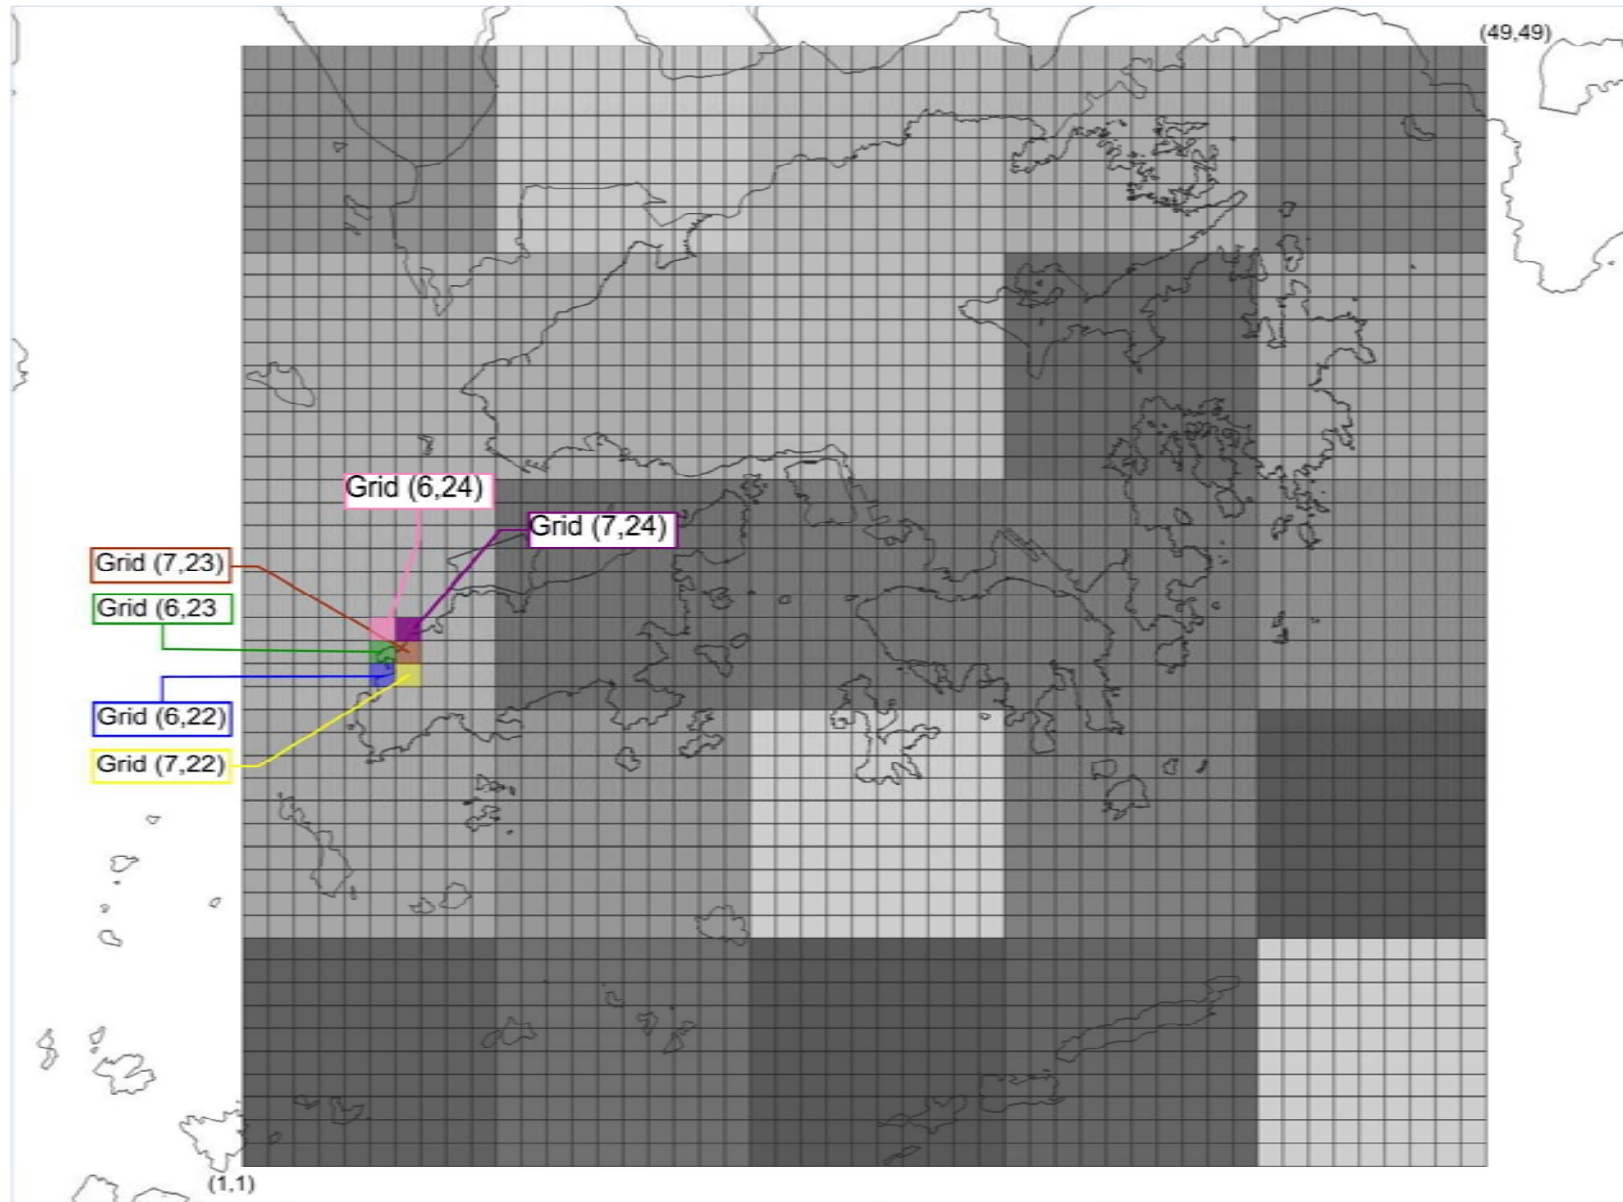 (49,49)
Grid (6,24)
Grid (7,24)
Grid (7,23)
Grid (6,23
Grid (6,22)
Grid (7,22)
(1,1)